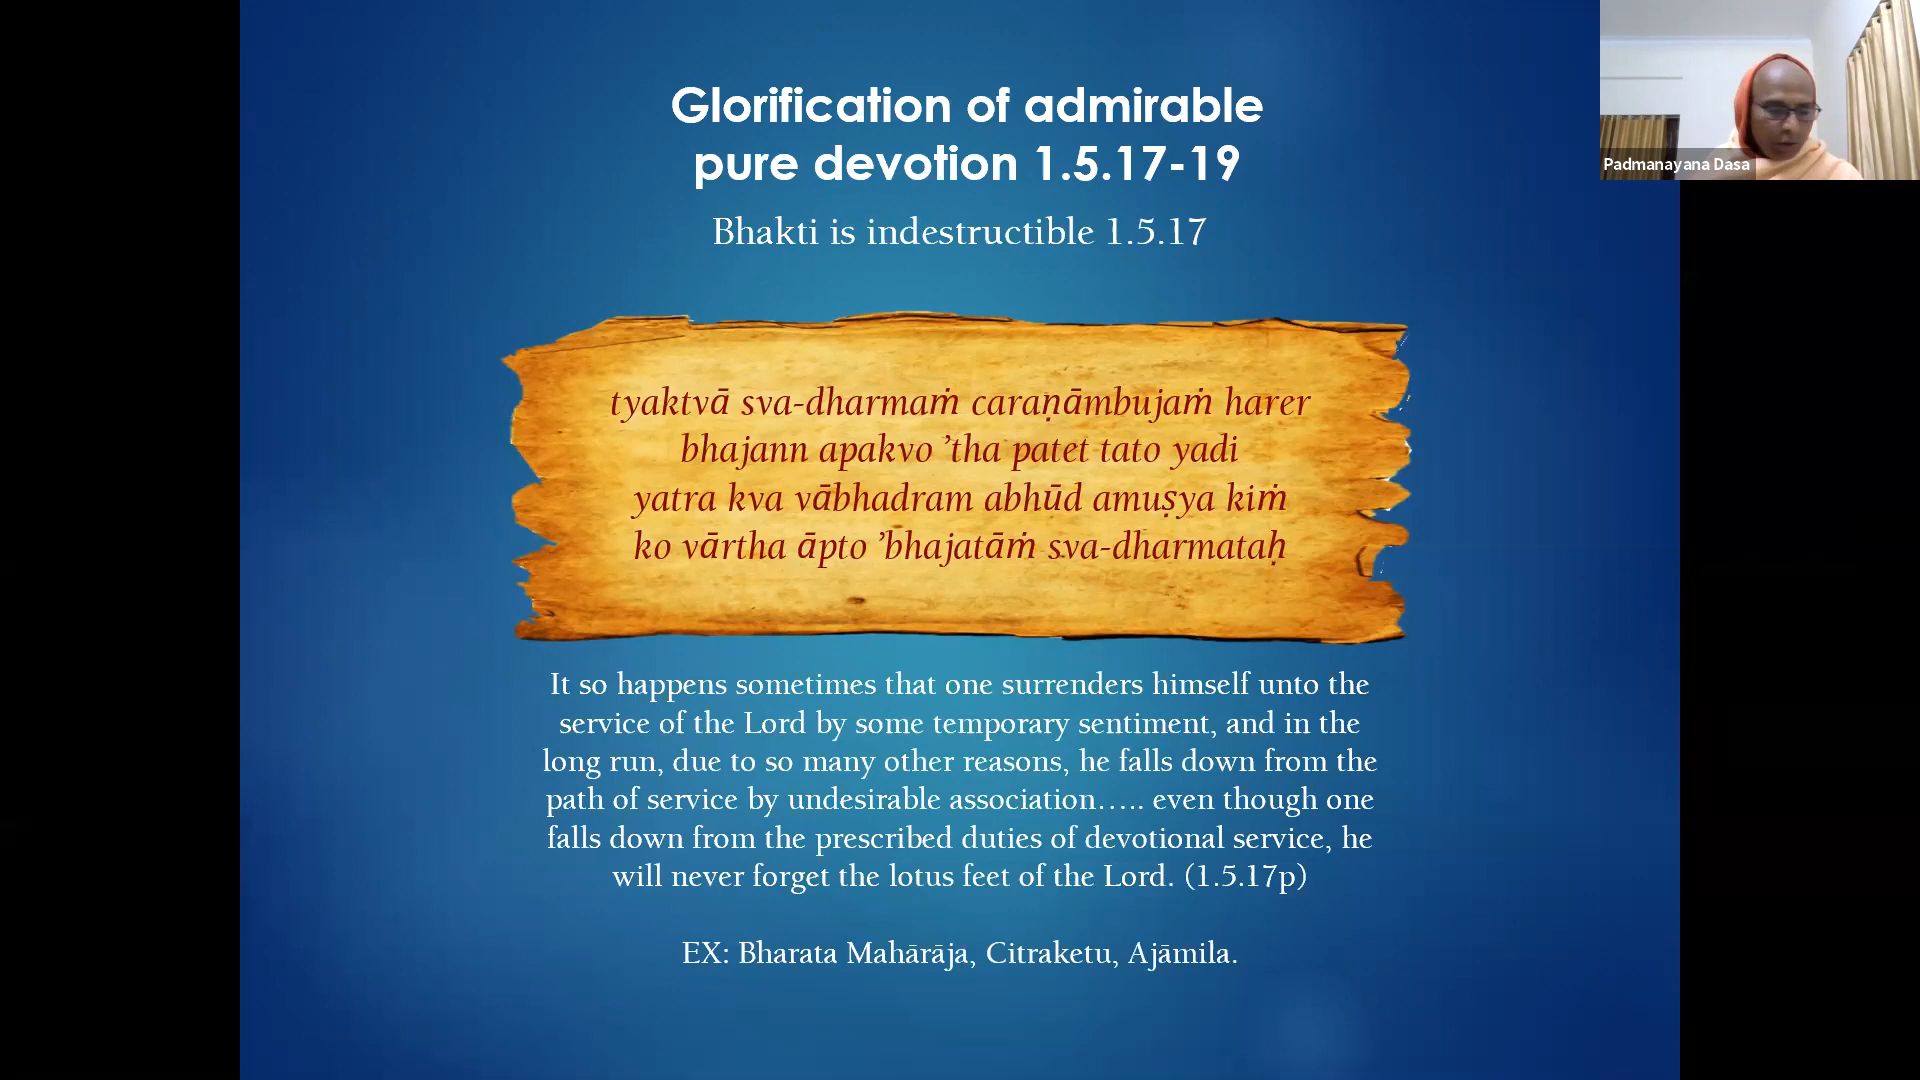 Glorification of admirable
pure devotion 1.5.17-19
Bhakti is indestructible 1.5.17
tyaktvā sva-dharmaṁ caraṇāmbujaṁ harer
bhajann apakvo ’tha patet tato yadi
yatra kva vābhadram abhūd amuṣya kiṁ
ko vārtha āpto ’bhajatāṁ sva-dharmataḥ
It so happens sometimes that one surrenders himself unto the
service of the Lord by some temporary sentiment, and in the
long run, due to so many other reasons, he falls down from the
path of service by undesirable association….. even though one
falls down from the prescribed duties of devotional service, he
will never forget the lotus feet of the Lord. (1.5.17p)
EX: Bharata Mahārāja, Citraketu, Ajāmila.
Padmanayana Dasa